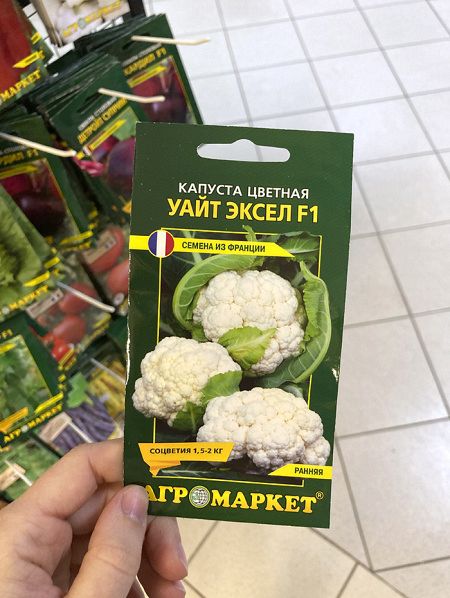 КАПУСТА ЦВЕТНАЯ
УАЙТ ЭКСЕЛ F1
СЕМЕНА ИЗ ФРАНЦИИ
СОЦВЕТИЯ 1,5-2 КГ
РАННЯЯ
АГРОМАРКЕТ®